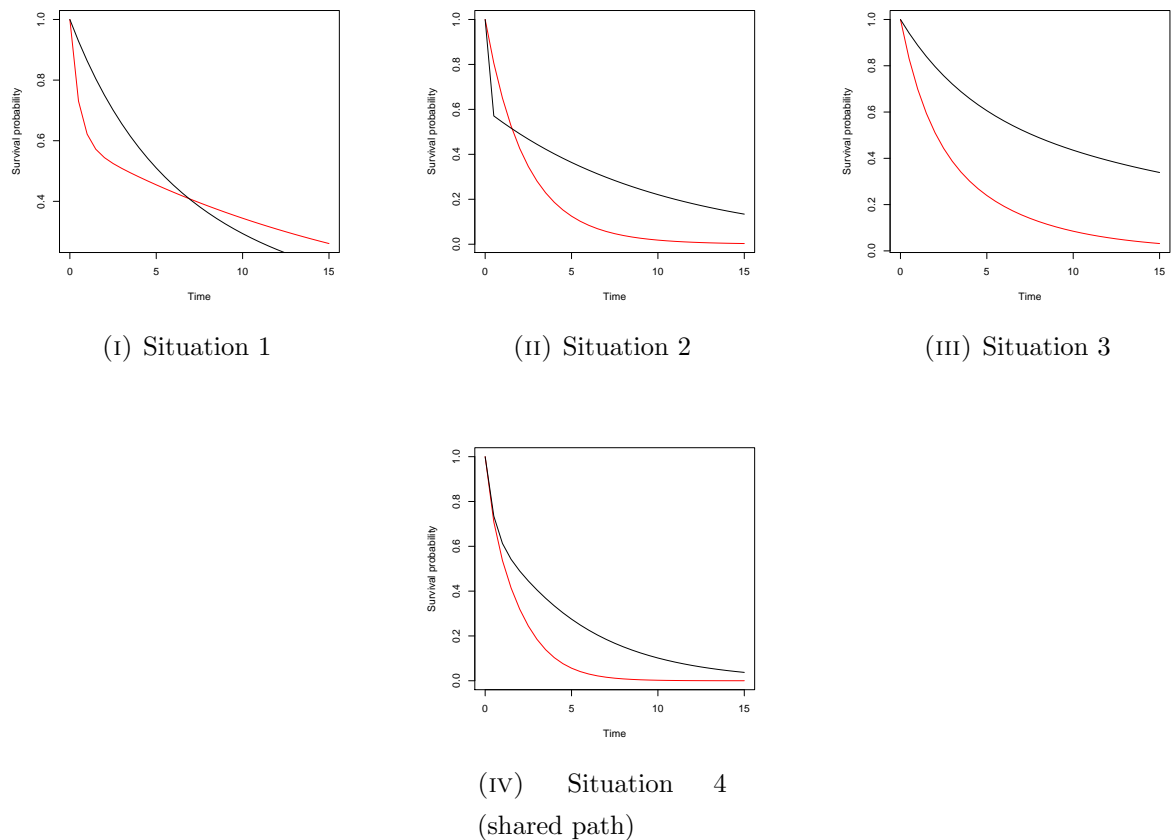 1.0
0.8
0.6
0.4
Survival probability
0 5 10 15
Time
(I) Situation 1
1.0
0.8
0.6
0.4
0.2
0.0
Survival probability
0 5 10 15
Time
(II) Situation 2
1.0
0.8
0.6
0.4
0.2
0.0
Survival probability
0 5 10 15
Time
(III) Situation 3
1.0
0.8
0.6
0.4
0.2
0.0
Survival probability
0 5 10 15
Time
(IV) Situation 4
(shared path)